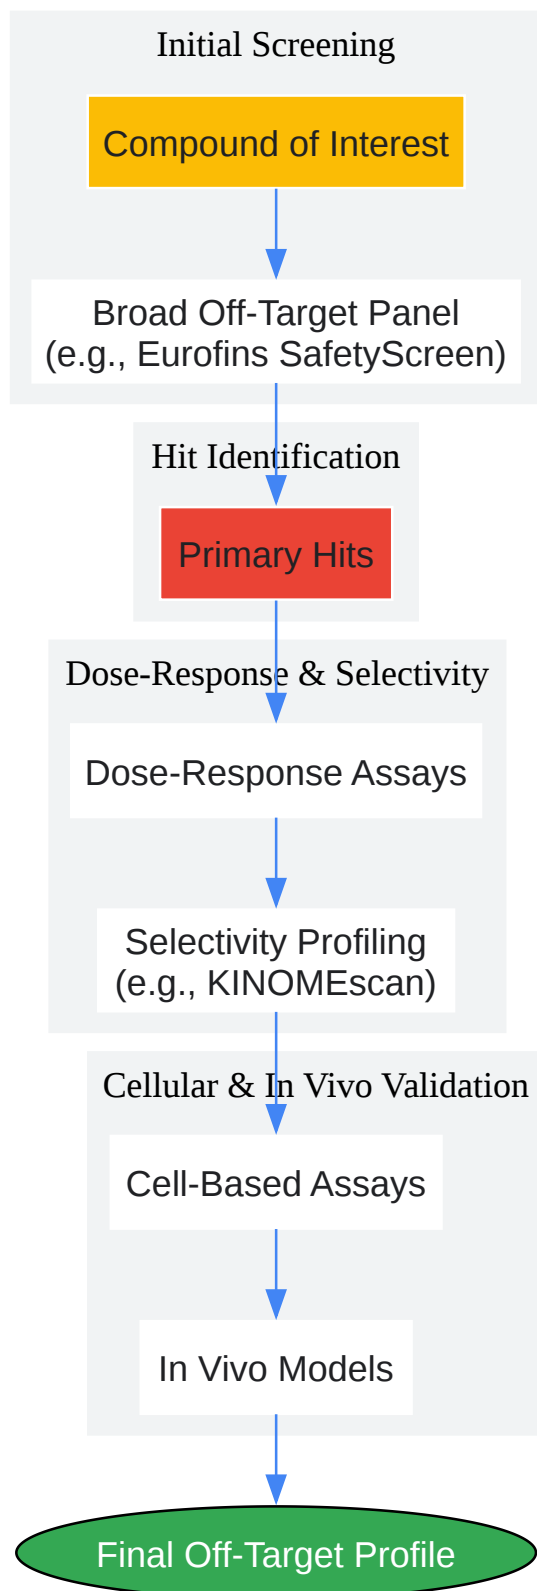 Initial Screening
Compound of Interest
Broad Off-Target Panel
(e.g., Eurofins SafetyScreen)
Hit Identification
Primary Hits
Dose-Response & Selectivity
Dose-Response Assays
Selectivity Profiling
(e.g., KINOMEscan)
Cellular & In Vivo Validation
Cell-Based Assays
In Vivo Models
Final Off-Target Profile